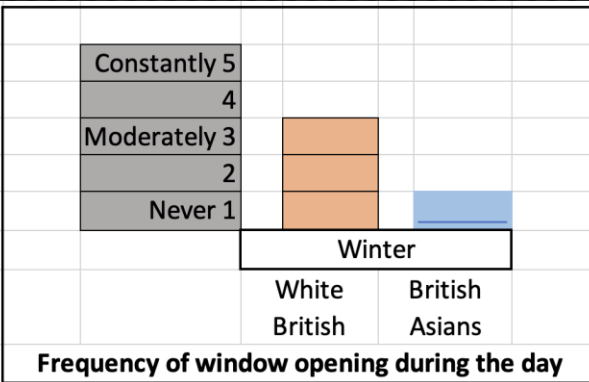 Constantly 5
4
Moderately 3
2
Never 1
Winter
White British
British Asians
Frequency of window opening during the day